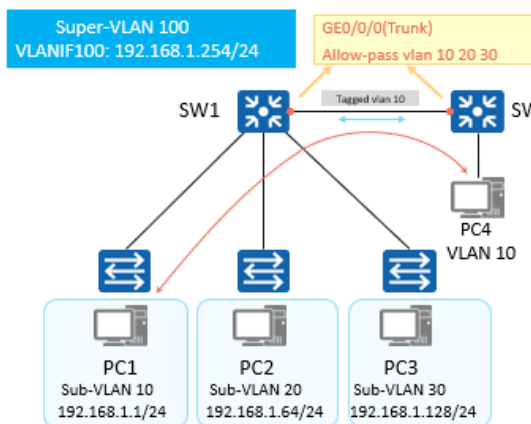 Super-VLAN 100
VLANIF100: 192.168.1.254/24
GE0/0/0(Trunk)
Allow-pass vlan 10 20 30
SW1
Tagged vlan 10
SW
PC4
VLAN 10
PC1
Sub-VLAN 10
192.168.1.1/24
PC2
Sub-VLAN 20
192.168.1.64/24
PC3
Sub-VLAN 30
192.168.1.128/24